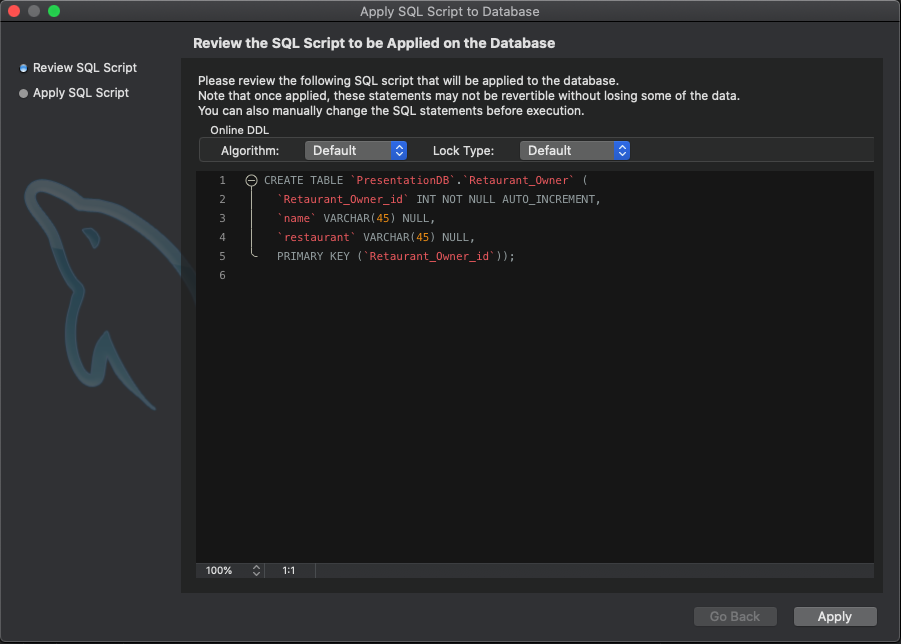 Apply SQL Script to Database
Review the SQL Script to be Applied on the Database
Review SQL Script
Apply SQL Script
Please review the following SQL script that will be applied to the database.
Note that once applied, these statements may not be revertible without losing some of the data.
You can also manually change the SQL statements before execution.
Online DDL
Algorithm: Default Lock Type: Default
1 CREATE TABLE `PresentationDB`.`Retaurant_Owner` (
2 `Retaurant_Owner_id` INT NOT NULL AUTO_INCREMENT,
3 `name` VARCHAR(45) NULL,
4 `restaurant` VARCHAR(45) NULL,
5 PRIMARY KEY (`Retaurant_Owner_id`));
6
100% 1:1
Go Back Apply